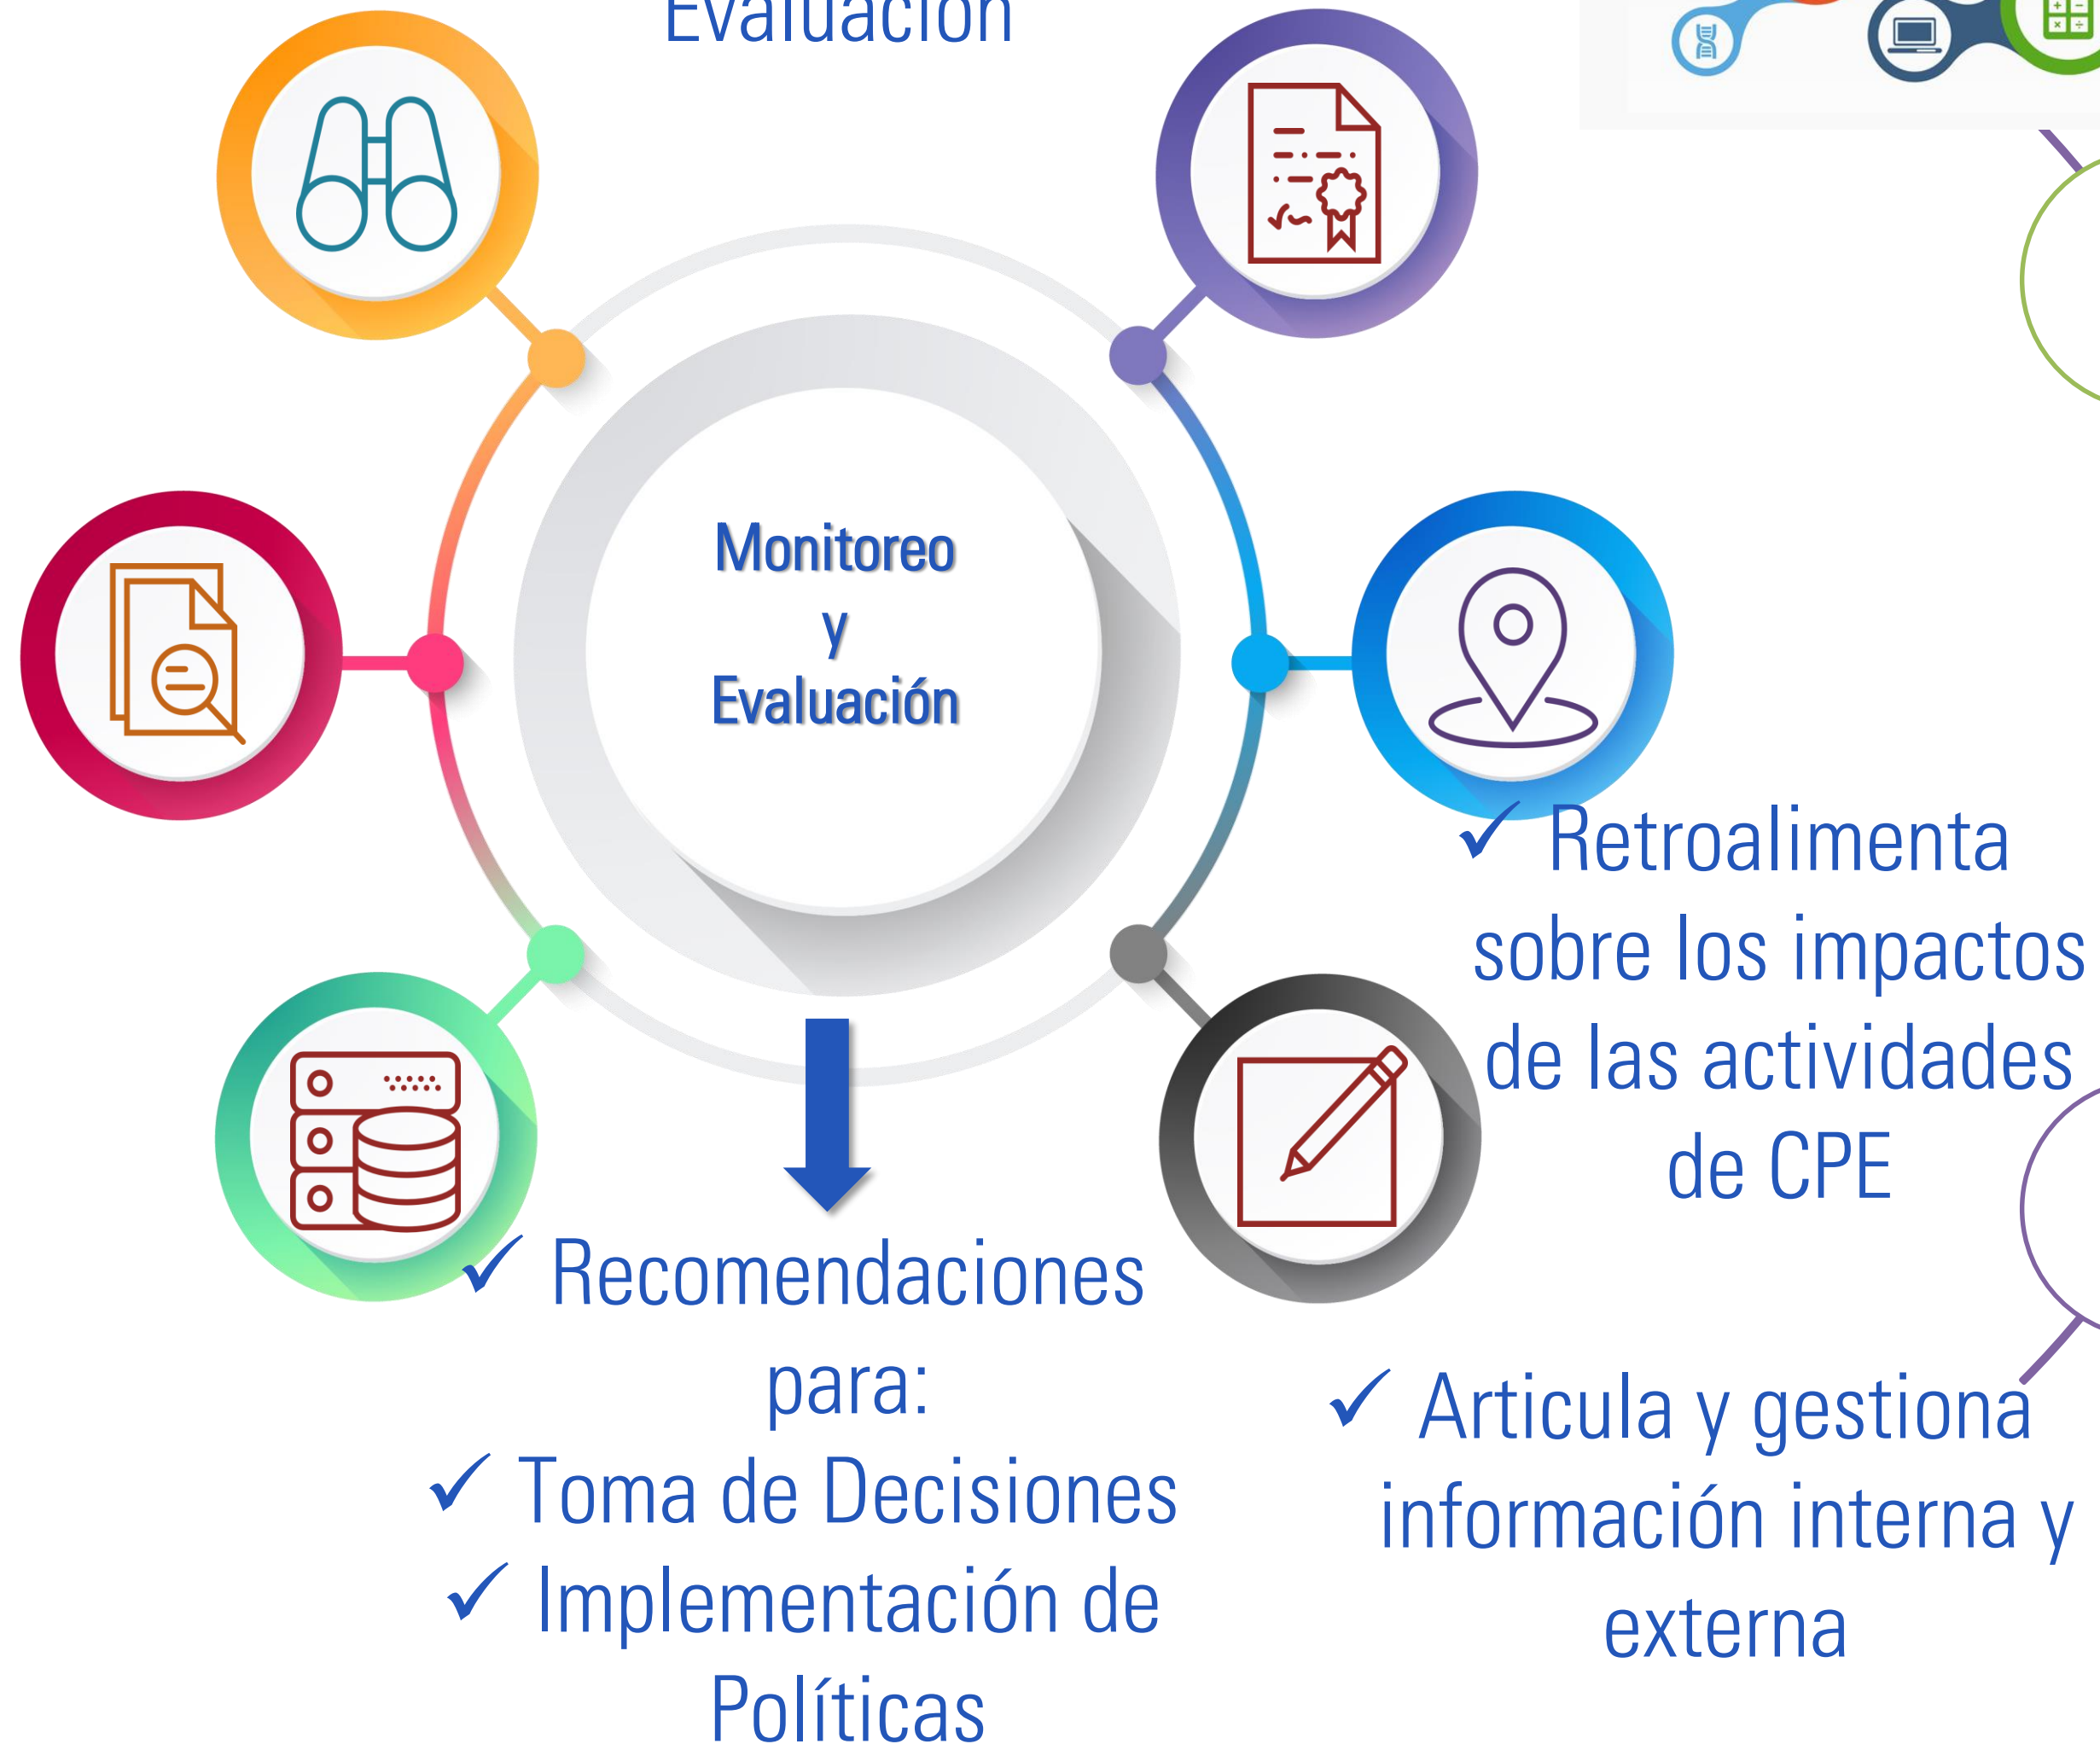 Evaluación
Monitoreo
y
Evaluación
✓ Retroalimenta
sobre los impactos
de las actividades
de CPE
✓ Recomendaciones
para:
✓ Toma de Decisiones
✓ Implementación de
Políticas
✓ Articula y gestiona
información interna y
externa